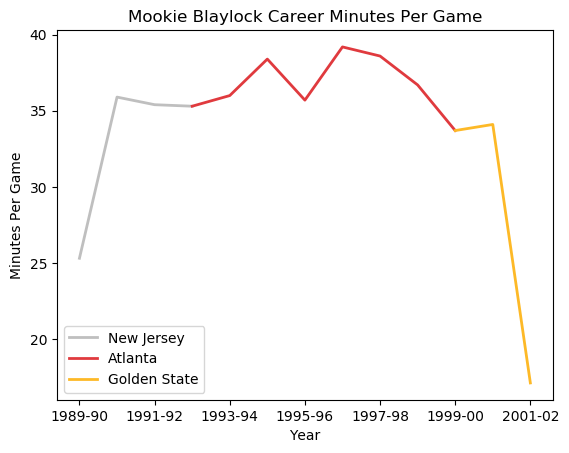 Mookie Blaylock Career Minutes Per Game
40
35
30
25
20
Minutes Per Game
New Jersey
Atlanta
Golden State
1989-90 1991-92 1993-94 1995-96 1997-98 1999-00 2001-02
Year